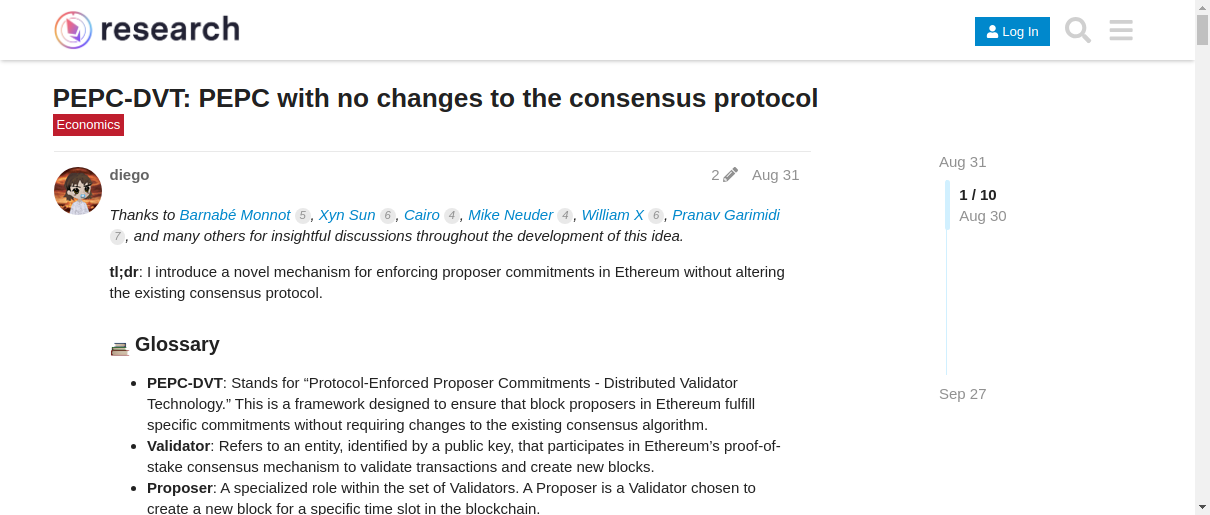 research
Log In
PEPC-DVT: PEPC with no changes to the consensus protocol
Economics
diego
2
Aug 31
Thanks to Barnabé Monnot 5, Xyn Sun 6, Cairo 4, Mike Neuder 4, William X 6, Pranav Garimidi
7, and many others for insightful discussions throughout the development of this idea.
tl;dr: I introduce a novel mechanism for enforcing proposer commitments in Ethereum without altering
the existing consensus protocol.
Glossary
• PEPC-DVT: Stands for “Protocol-Enforced Proposer Commitments - Distributed Validator
Technology.” This is a framework designed to ensure that block proposers in Ethereum fulfill
specific commitments without requiring changes to the existing consensus algorithm.
• Validator: Refers to an entity, identified by a public key, that participates in Ethereum’s proof-of-
stake consensus mechanism to validate transactions and create new blocks.
• Proposer: A specialized role within the set of Validators. A Proposer is a Validator chosen to
create a new block for a specific time slot in the blockchain.
Aug 31
1 / 10
Aug 30
Sep 27